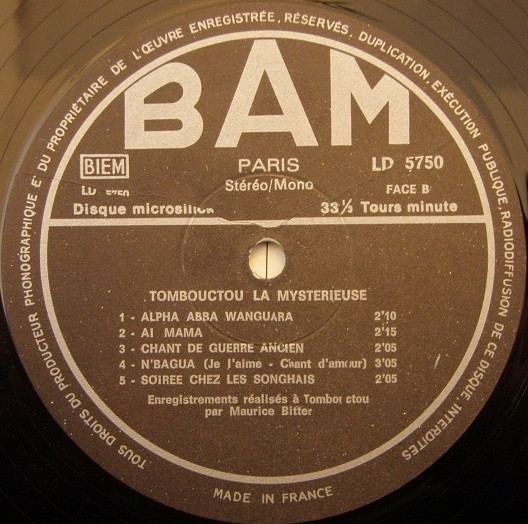 TOUS DROITS DU PRODUCTEUR PHONOGRAPHIQUE ET DU PROPRIÉTAIRE DE L'ŒUVRE ENREGISTRÉE, RÉSERVÉS, DUPLICATION, EXÉCUTION PUBLIQUE, RADIODIFFUSION DE CE DISQUE, INTERDITES
BAM
BIEM
PARIS
LD 5750
LD 5750
Stéréo/Mono
FACE B
Disque microsillon
33⅓ Tours minute
TOMBOUCTOU LA MYSTERIEUSE
1 - ALPHA ABBA WANGUARA 2'10
2 - AI MAMA 2'15
3 - CHANT DE GUERRE ANCIEN 2'05
4 - N'BAGUA (Je l'aime - Chant d'amour) 3'05
5 - SOIREE CHEZ LES SONGHAIS 2'05
Enregistrements réalisés à Tombouctou
par Maurice Bitter
MADE IN FRANCE